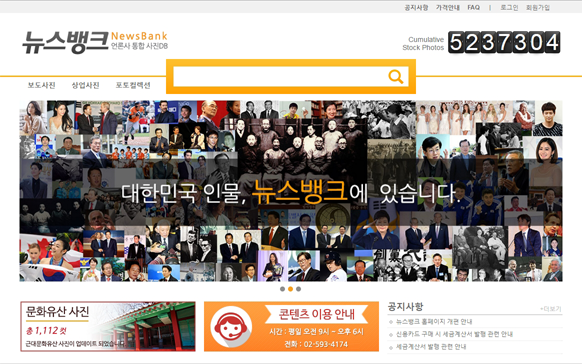 공지사항 가격안내 FAQ | 로그인 회원가입
뉴스뱅크 NewsBank
언론사 통합 사진DB
Cumulative
Stock Photos
5237304
보도사진 상업사진 포토컬렉션
대한민국 인물, 뉴스뱅크에 있습니다.
문화유산 사진
총 1,112 컷
근대문화유산 사진이 업데이트 되었습니다
콘텐츠 이용 안내
시간 : 평일 오전 9시 ~ 오후 6시
전화 : 02-593-4174
공지사항
+더보기
뉴스뱅크 홈페이지 개편 안내
신용카드 구매 시 세금계산서 발행 관련 안내
세금계산서 발행 관련 안내